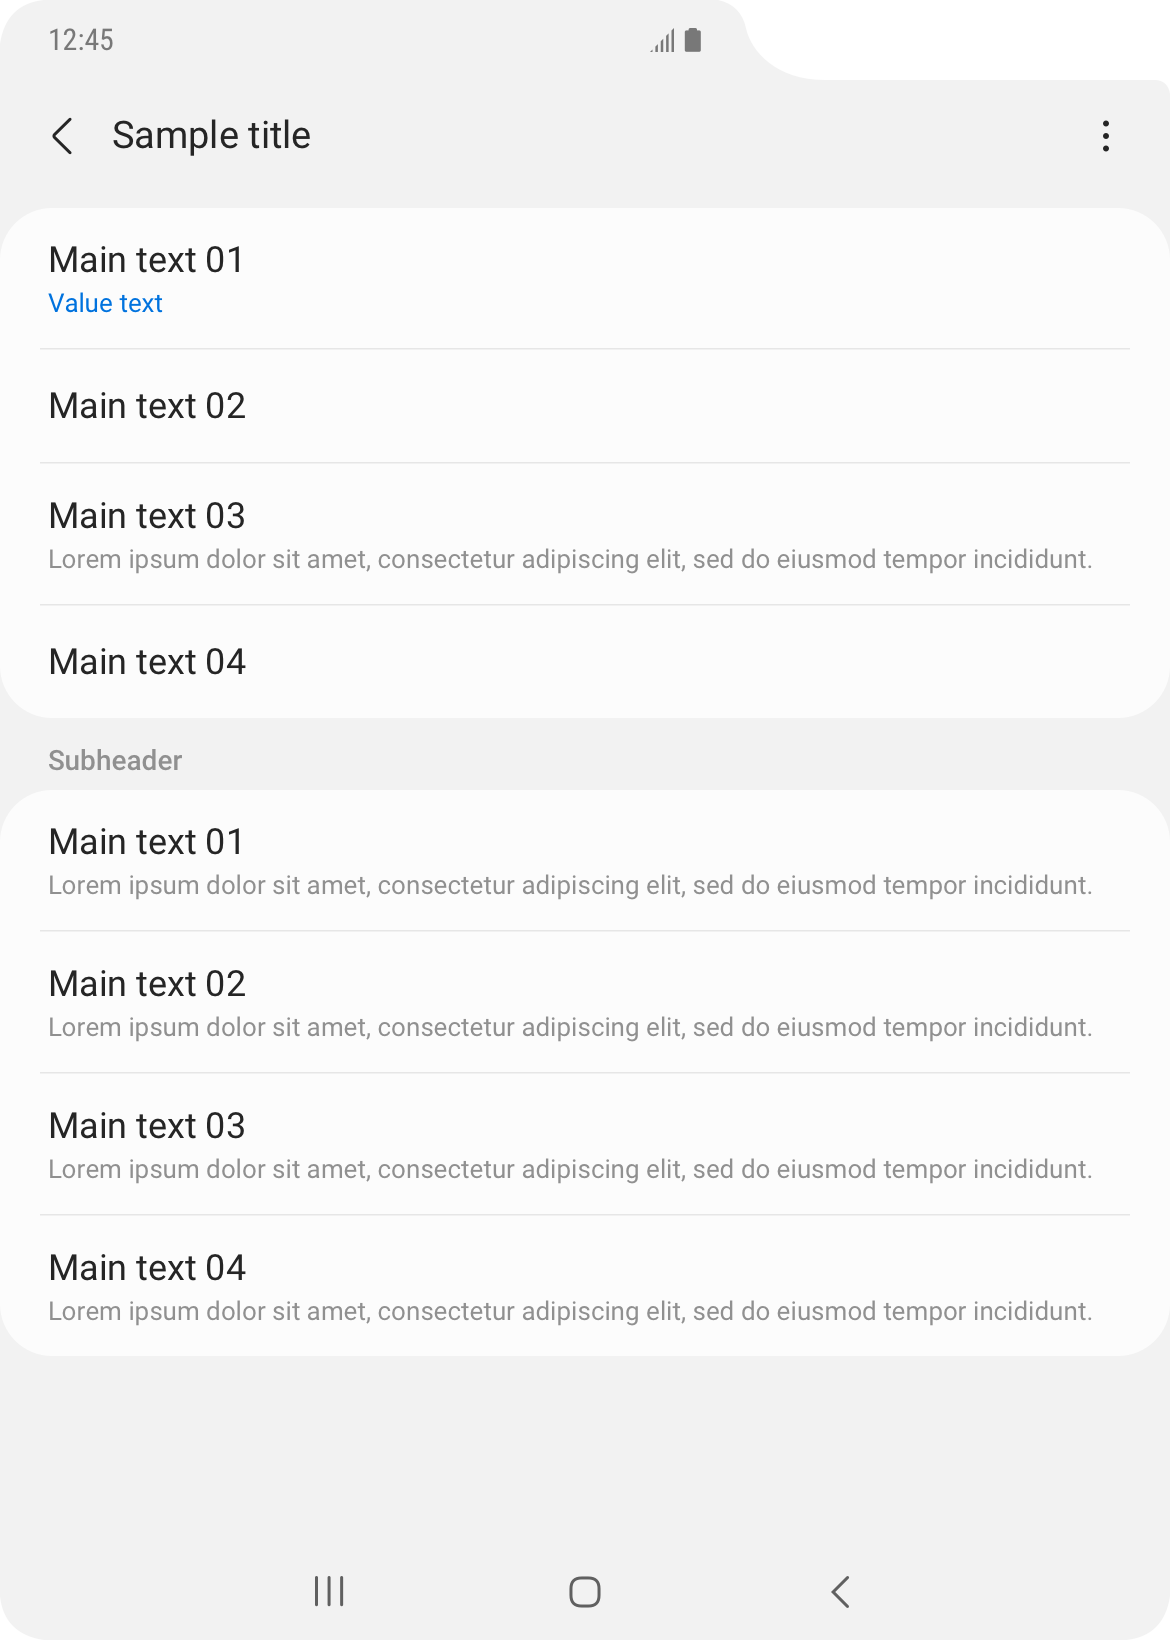 12:45
Sample title
Main text 01
Value text
Main text 02
Main text 03
Lorem ipsum dolor sit amet, consectetur adipiscing elit, sed do eiusmod tempor incididunt.
Main text 04
Subheader
Main text 01
Lorem ipsum dolor sit amet, consectetur adipiscing elit, sed do eiusmod tempor incididunt.
Main text 02
Lorem ipsum dolor sit amet, consectetur adipiscing elit, sed do eiusmod tempor incididunt.
Main text 03
Lorem ipsum dolor sit amet, consectetur adipiscing elit, sed do eiusmod tempor incididunt.
Main text 04
Lorem ipsum dolor sit amet, consectetur adipiscing elit, sed do eiusmod tempor incididunt.